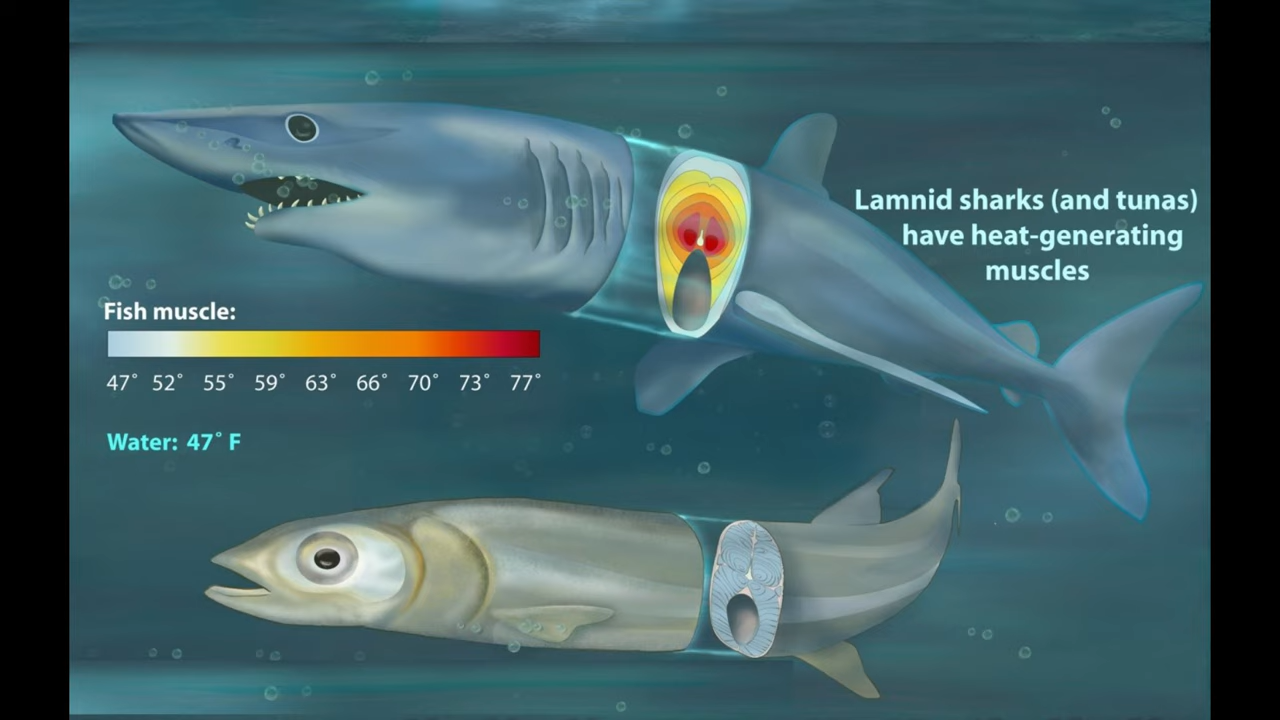 Lamnid sharks (and tunas)
have heat-generating
muscles
Fish muscle:
47° 52° 55° 59° 63° 66° 70° 73° 77°
Water: 47° F